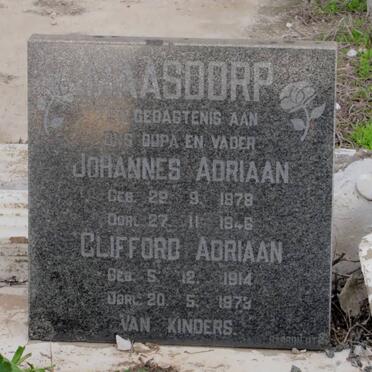 MAASDORP
TER GEDAGTENIS AAN
ONS OUPA EN VADER
JOHANNES ADRIAAN
GEB. 22. 9. 1878
OORL. 27. 11. 1946
CLIFFORD ADRIAAN
GEB. 5. 12. 1914
OORL. 20. 5. 1973
VAN KINDERS.